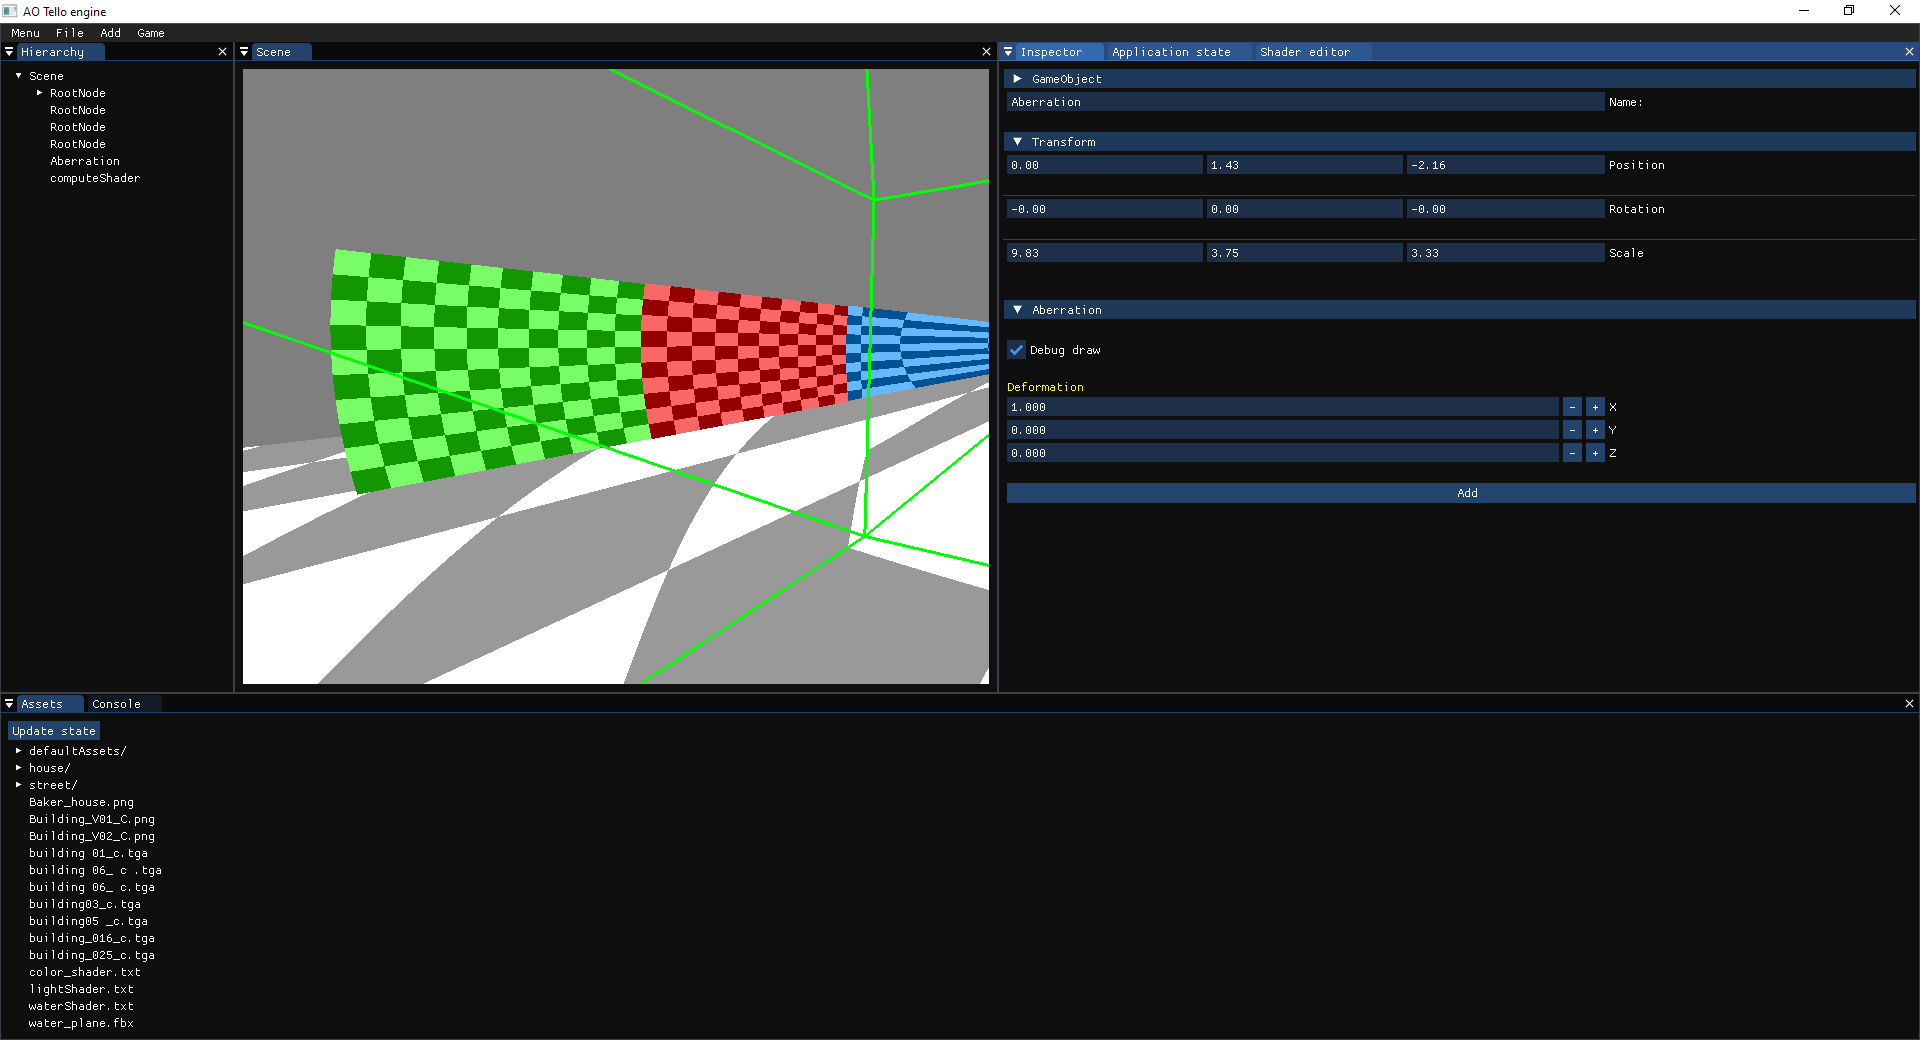 AO Tello engine
Menu File Add Game
Hierarchy
Scene
RootNode
RootNode
RootNode
RootNode
Aberration
computeShader
Scene
Inspector Application state Shader editor
GameObject
Aberration Name:
Transform
0.00 1.43 -2.16 Position
-0.00 0.00 -0.00 Rotation
9.83 3.75 3.33 Scale
Aberration
Debug draw
Deformation
1.000 - + X
0.000 - + Y
0.000 - + Z
Add
Assets Console
Update state
defaultAssets/
house/
street/
Baker_house.png
Building_V01_C.png
Building_V02_C.png
building 01_c.tga
building 06_ c .tga
building 06_ c.tga
building03_c.tga
building05 _c.tga
building_016_c.tga
building_025_c.tga
color_shader.txt
lightShader.txt
waterShader.txt
water_plane.fbx